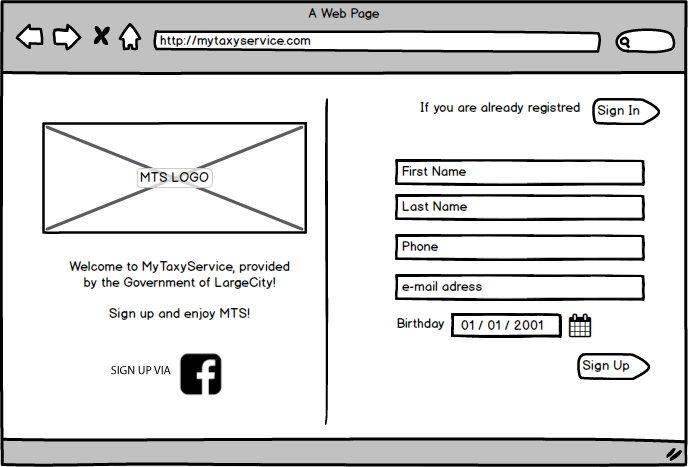 A Web Page
http://mytaxyservice.com
MTS LOGO
Welcome to MyTaxyService, provided
by the Government of LargeCity!
Sign up and enjoy MTS!
SIGN UP VIA
If you are already registred
Sign In
First Name
Last Name
Phone
e-mail adress
Birthday
01 / 01 / 2001
Sign Up